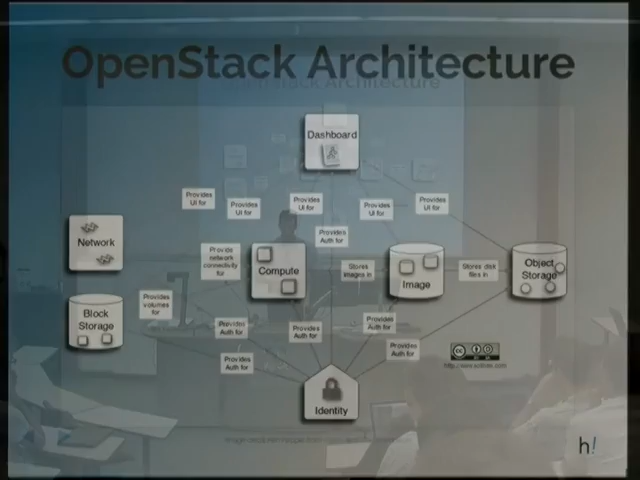 OpenStack Architecture
Dashboard
Provides
UI for
Provides
UI for
Provides
UI for
Provides
UI for
Provides
UI for
Provides
Auth for
Network
Provide
network
connectivity
for
Compute
Stores
images in
Image
Stores disk
files in
Object
Storage
Block
Storage
Provides
volumes
for
Provides
Auth for
Provides
Auth for
Provides
Auth for
Provides
Auth for
Provides
Auth for
Identity
cc
h!